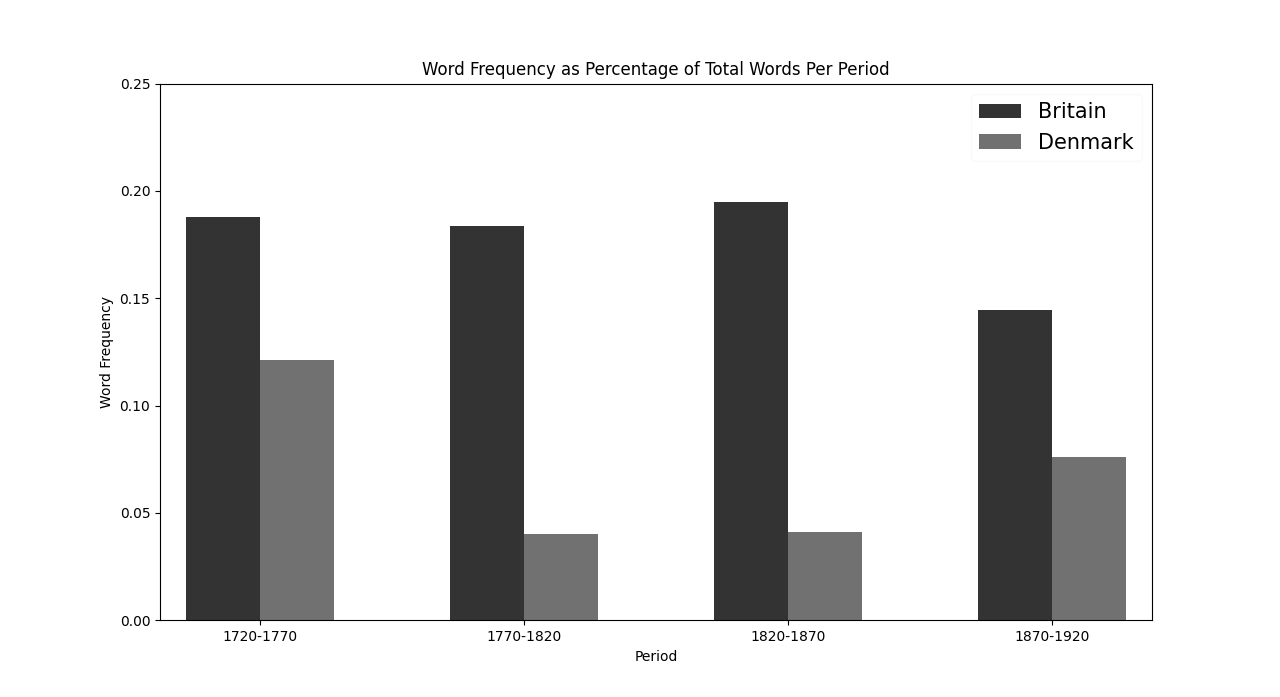 Word Frequency as Percentage of Total Words Per Period
Britain
Denmark
0.25
0.20
0.15
0.10
0.05
0.00
Word Frequency
1720-1770
1770-1820
1820-1870
1870-1920
Period